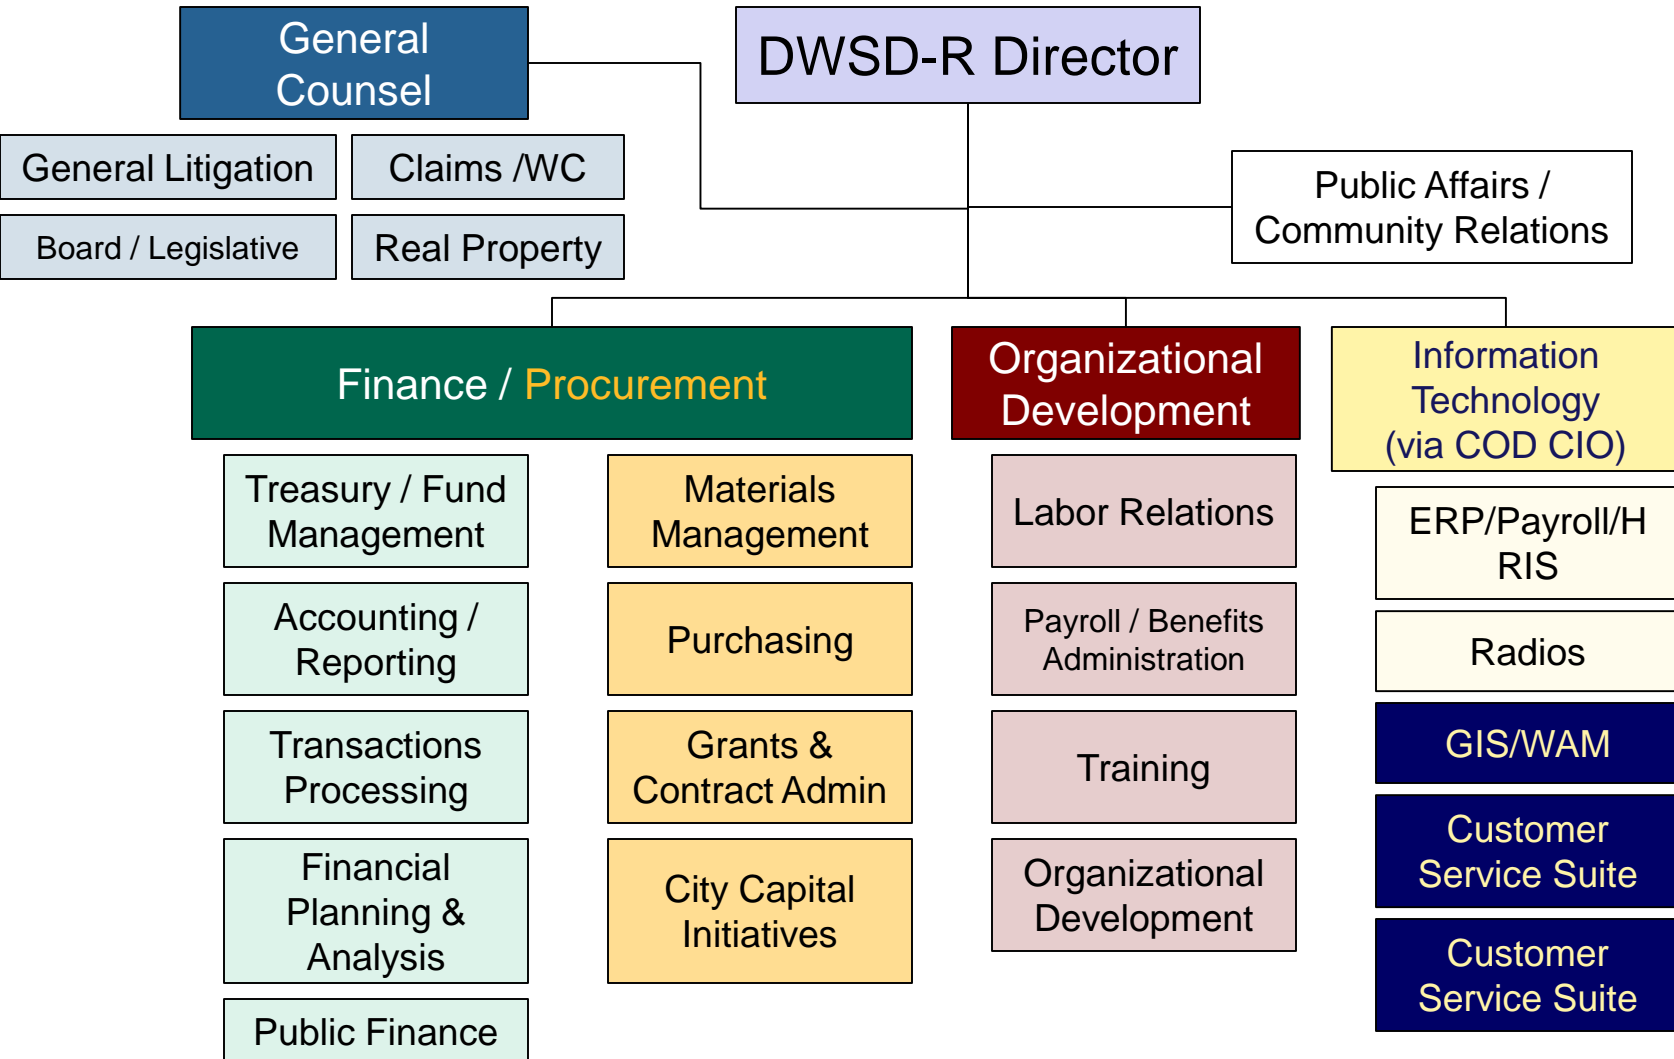 General
Counsel
DWSD-R Director
General Litigation
Claims /WC
Board / Legislative
Real Property
Public Affairs /
Community Relations
Finance / Procurement
Treasury / Fund
Management
Accounting /
Reporting
Transactions
Processing
Financial
Planning &
Analysis
Public Finance
Materials
Management
Purchasing
Grants &
Contract Admin
City Capital
Initiatives
Organizational
Development
Labor Relations
Payroll / Benefits
Administration
Training
Organizational
Development
Information
Technology
(via COD CIO)
ERP/Payroll/H
RIS
Radios
GIS/WAM
Customer
Service Suite
Customer
Service Suite